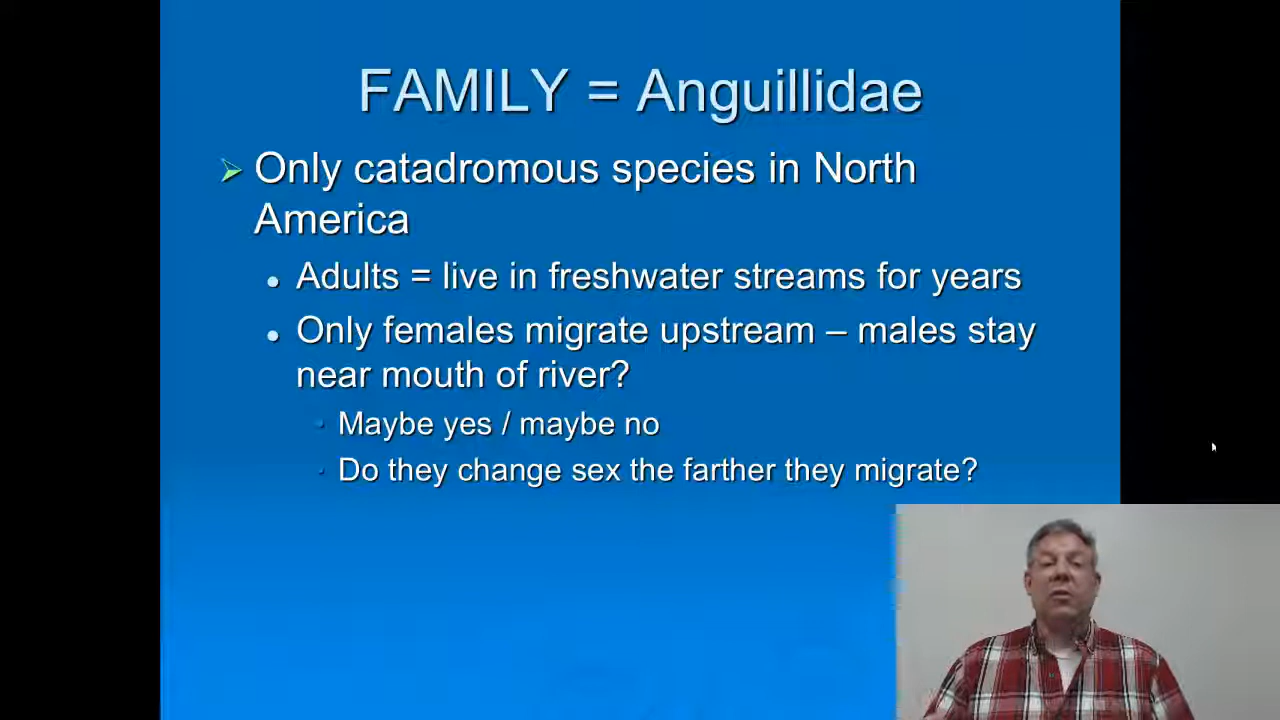 FAMILY = Anguillidae
Only catadromous species in North
America
Adults = live in freshwater streams for years
Only females migrate upstream – males stay
near mouth of river?
Maybe yes / maybe no
Do they change sex the farther they migrate?